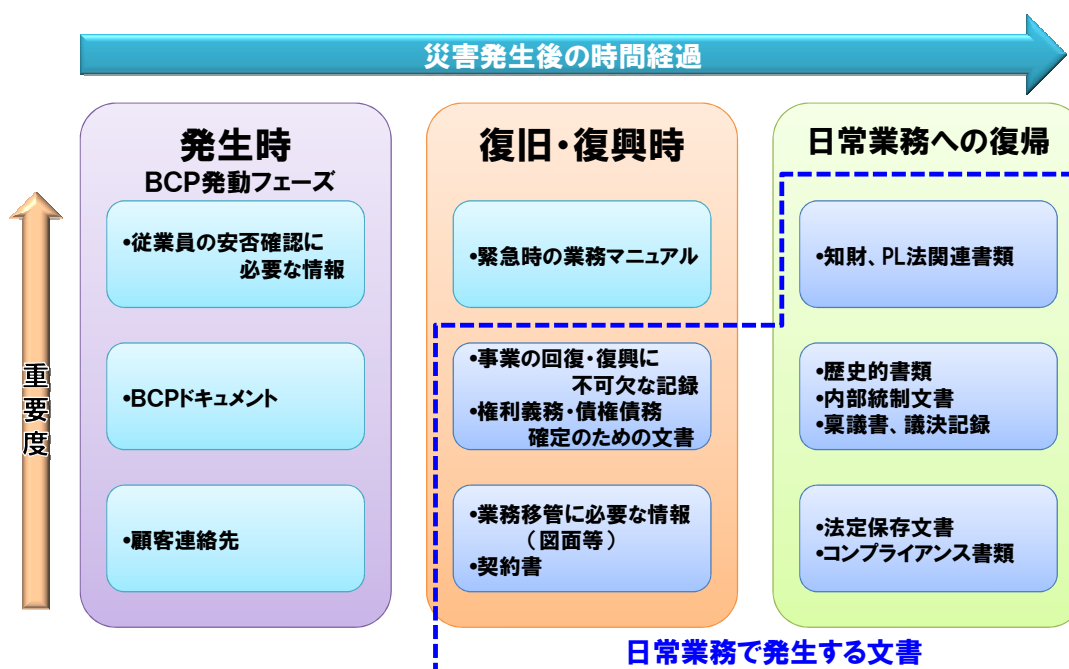 災害発生後の時間経過
重要度
発生時
BCP発動フェーズ
•従業員の安否確認に
必要な情報
•BCPドキュメント
•顧客連絡先
復旧・復興時
•緊急時の業務マニュアル
•事業の回復・復興に
不可欠な記録
•権利義務・債権債務
確定のための文書
•業務移管に必要な情報
（図面等）
•契約書
日常業務への復帰
•知財、PL法関連書類
•歴史的書類
•内部統制文書
•稟議書、議決記録
•法定保存文書
•コンプライアンス書類
日常業務で発生する文書